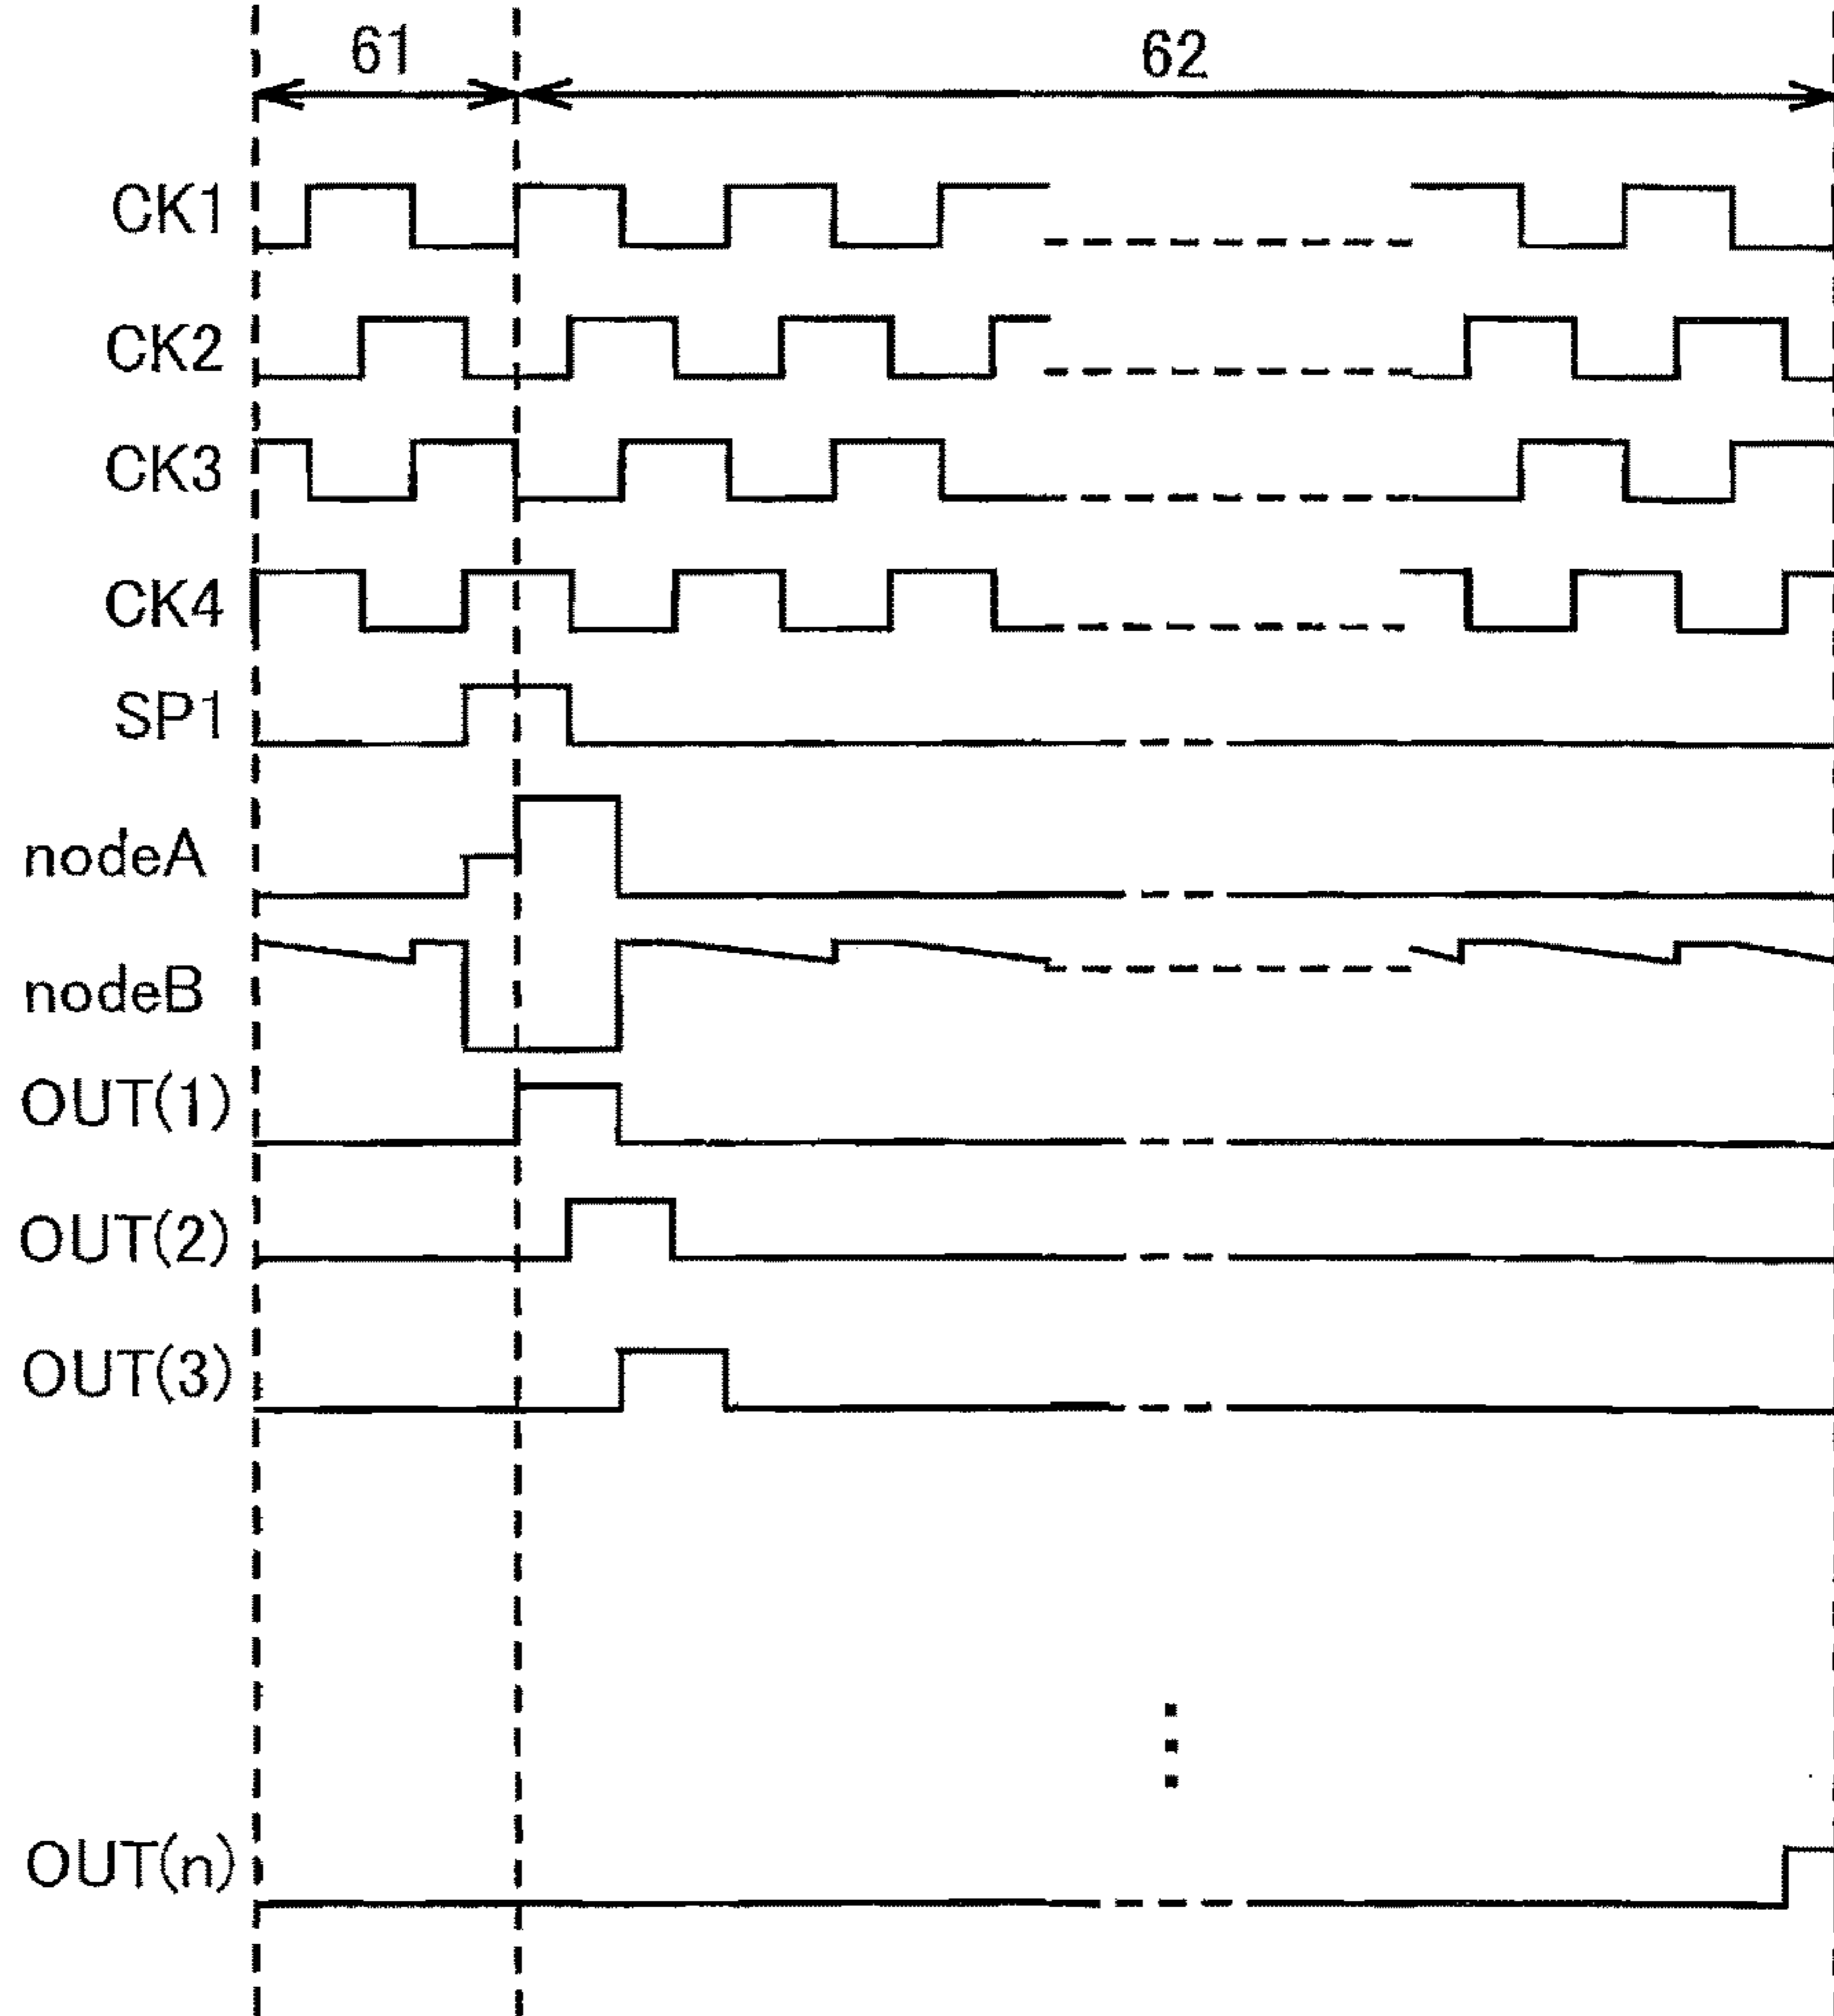 61 62
CK1
CK2
CK3
CK4
SP1
nodeA
nodeB
OUT(1)
OUT(2)
OUT(3)
OUT(n)